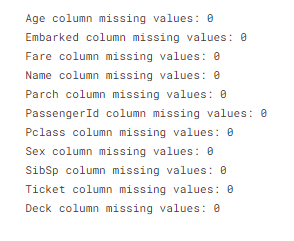 Age column missing values: 0
Embarked column missing values: 0
Fare column missing values: 0
Name column missing values: 0
Parch column missing values: 0
PassengerId column missing values: 0
Pclass column missing values: 0
Sex column missing values: 0
SibSp column missing values: 0
Ticket column missing values: 0
Deck column missing values: 0